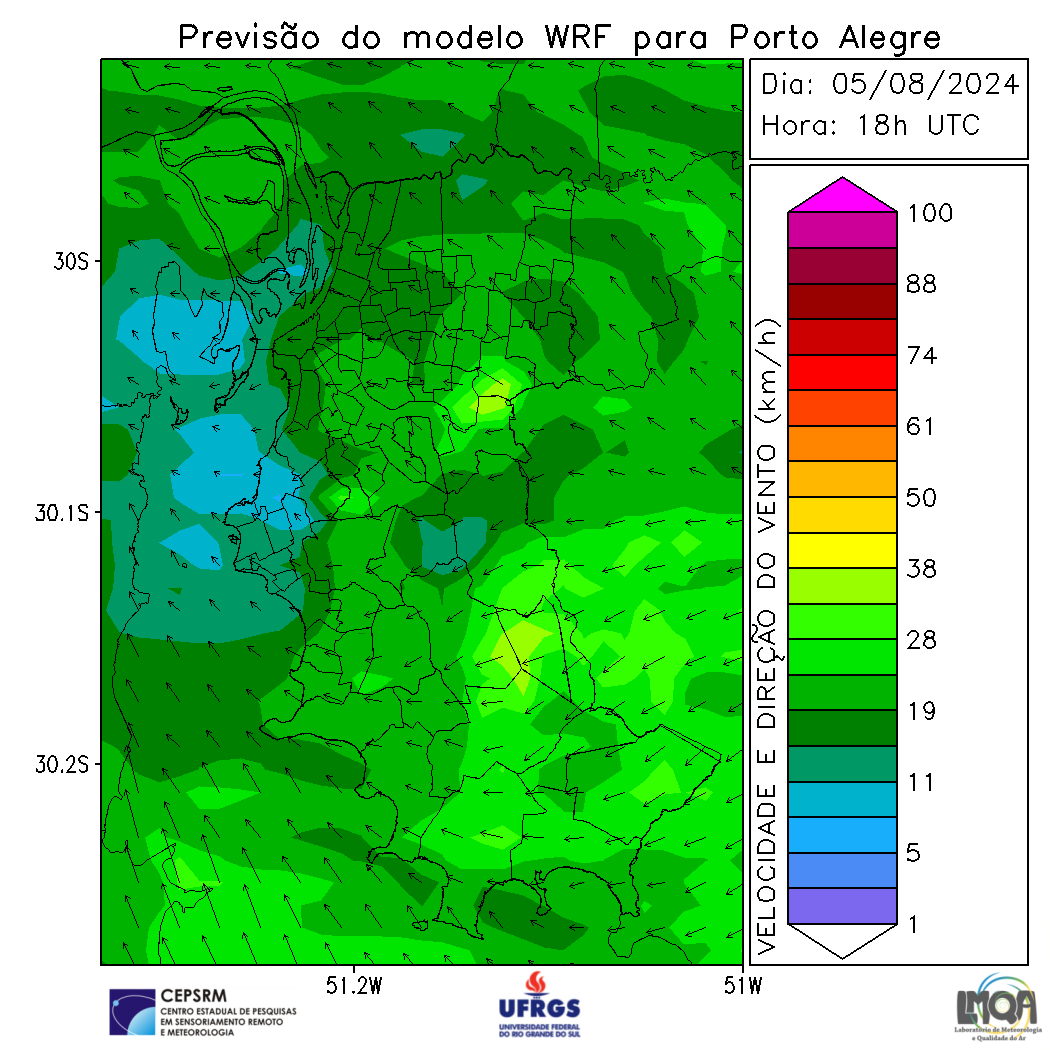 Previsão do modelo WRF para Porto Alegre
Dia: 05/08/2024
Hora: 18h UTC
30S
30.1S
30.2S
51.2W
51W
VELOCIDADE E DIREÇÃO DO VENTO (km/h)
100
88
74
61
50
38
28
19
11
5
1
CEPSRM
CENTRO ESTADUAL DE PESQUISAS
EM SENSORIAMENTO REMOTO
E METEOROLOGIA
UFRGS
UNIVERSIDADE FEDERAL
DO RIO GRANDE DO SUL
LMQA
Laboratório de Meteorologia
e Qualidade do Ar